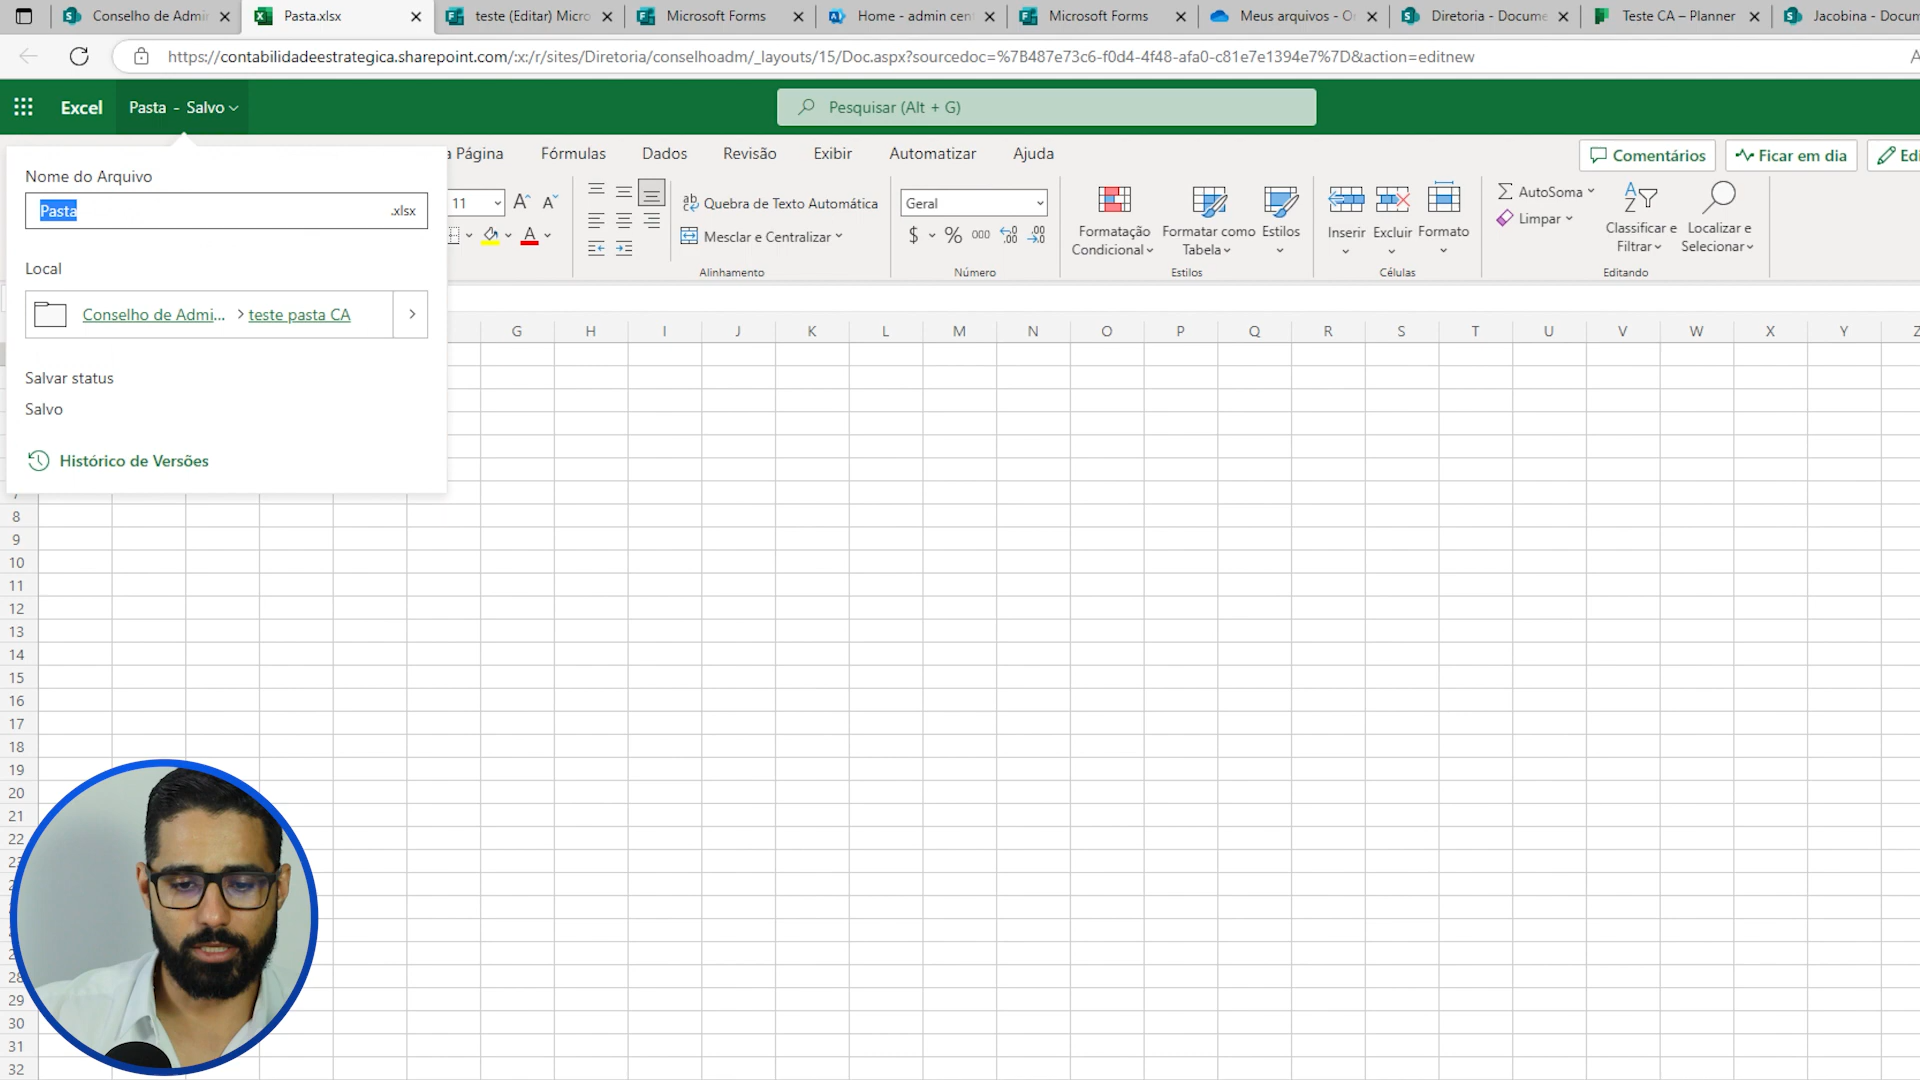 Conselho de Admi
Pasta.xlsx
teste (Editar) Micro
Microsoft Forms
Home - admin cent
Microsoft Forms
Meus arquivos - O
Diretoria - Docume
Teste CA – Planner
Jacobina - Docum
https://contabilidadeestrategica.sharepoint.com/:x:/r/sites/Diretoria/conselhoadm/_layouts/15/Doc.aspx?sourcedoc=%7B487e73c6-f0d4-4f48-afa0-c81e7e1394e7%7D&action=editnew
Excel
Pasta - Salvo
Pesquisar (Alt + G)
a Página
Fórmulas
Dados
Revisão
Exibir
Automatizar
Ajuda
Comentários
Ficar em dia
Edi
Nome do Arquivo
Pasta
.xlsx
Local
Conselho de Admi... > teste pasta CA
Salvar status
Salvo
Histórico de Versões
11
Quebra de Texto Automática
Mesclar e Centralizar
Alinhamento
Geral
$ % 000
Número
Formatação Condicional
Formatar como Tabela
Estilos
Estilos
Inserir
Excluir
Formato
Células
AutoSoma
Limpar
Classificar e Filtrar
Localizar e Selecionar
Editando
G H I J K L M N O P Q R S T U V W X Y Z
7
8
9
10
11
12
13
14
15
16
17
18
19
20
21
22
23
28
29
30
31
32